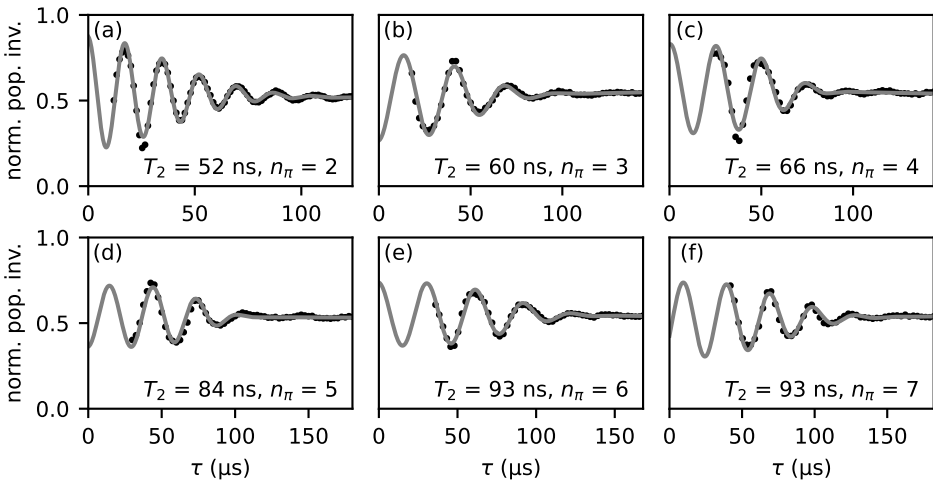 norm. pop. inv.
1.0
0.5
0.0
(a)
T₂ = 52 ns, nπ = 2
0 50 100
(b)
T₂ = 60 ns, nπ = 3
0 50 100
(c)
T₂ = 66 ns, nπ = 4
0 50 100
norm. pop. inv.
1.0
0.5
0.0
(d)
T₂ = 84 ns, nπ = 5
0 50 100 150
τ (µs)
(e)
T₂ = 93 ns, nπ = 6
0 50 100 150
τ (µs)
(f)
T₂ = 93 ns, nπ = 7
0 50 100 150
τ (µs)